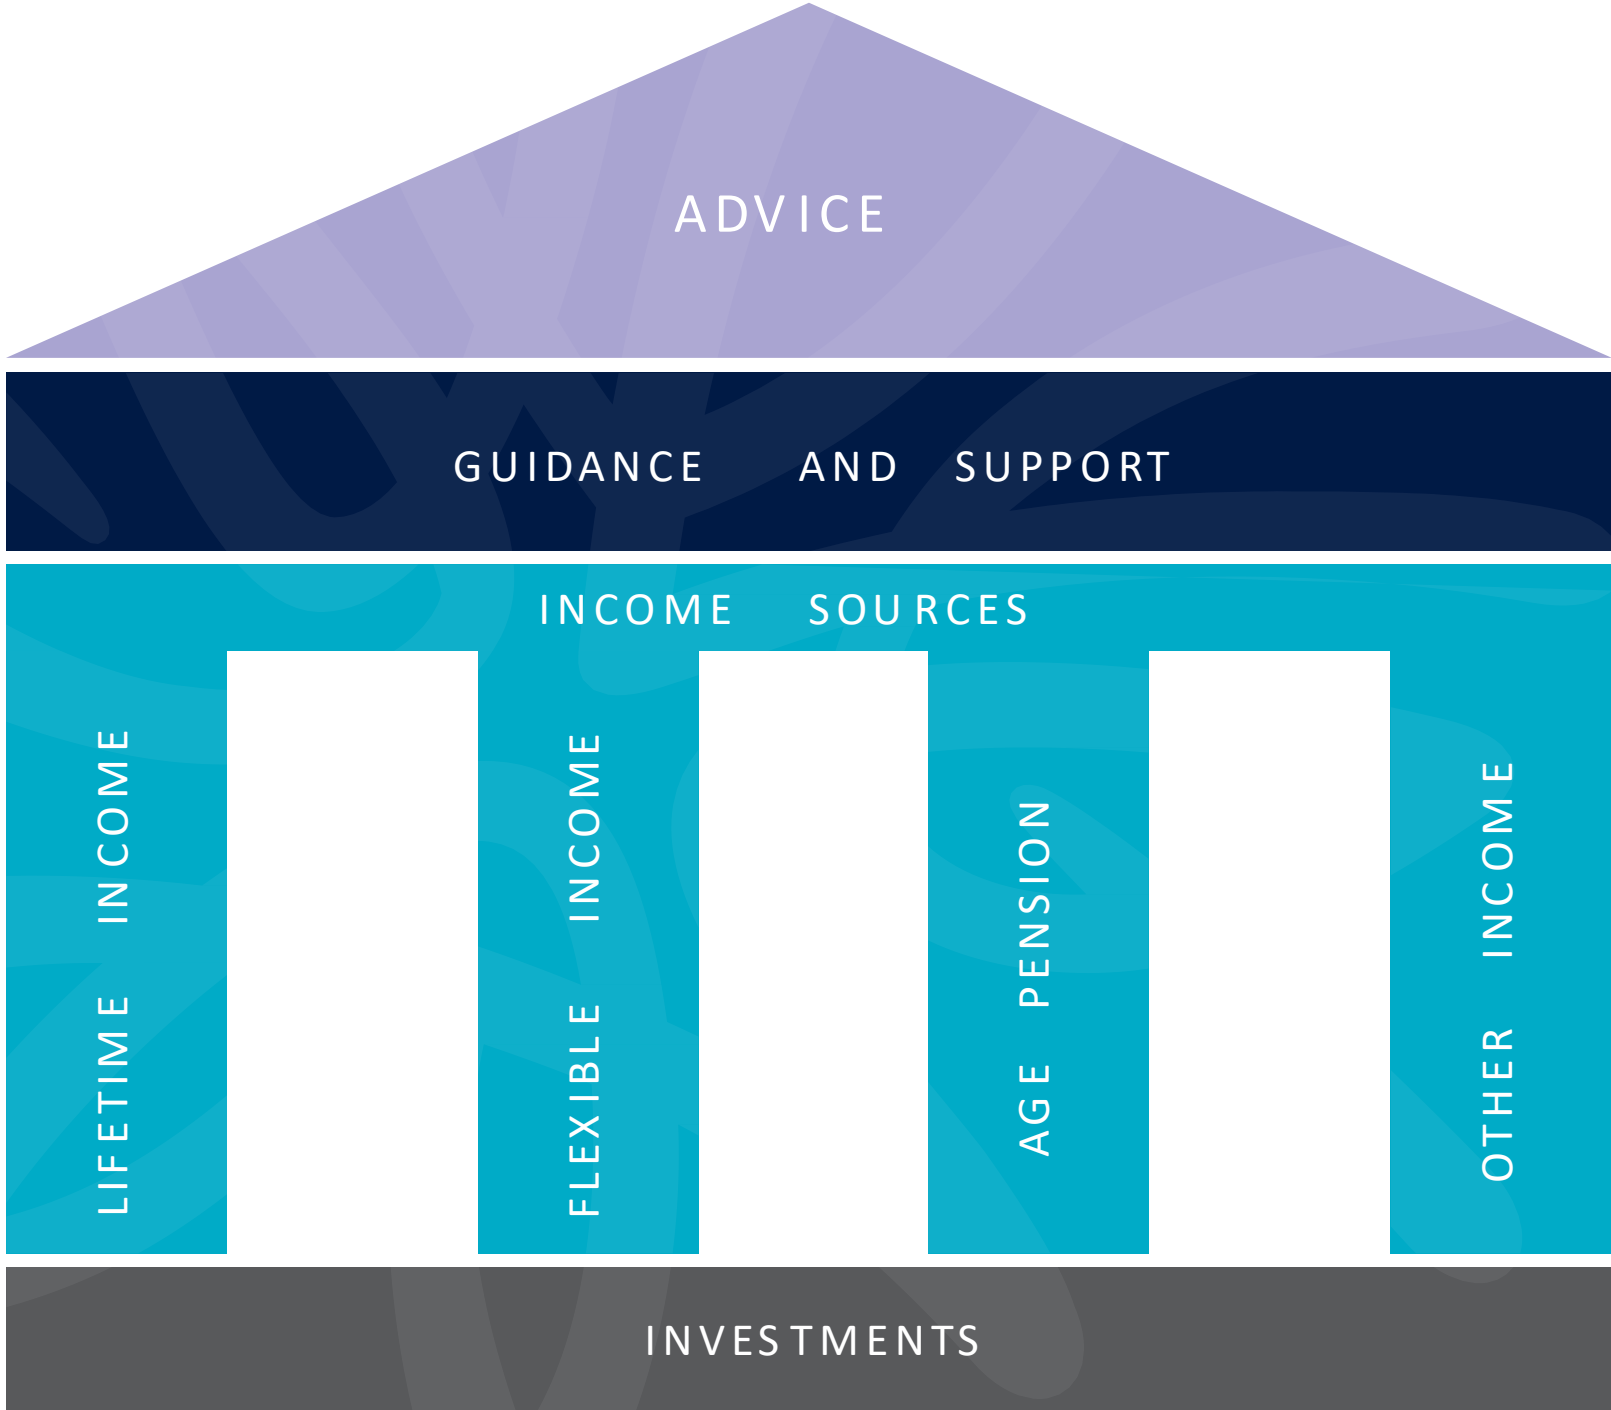 ADVICE
GUIDANCE AND SUPPORT
INCOME SOURCES
LIFETIME INCOME
FLEXIBLE INCOME
AGE PENSION
OTHER INCOME
INVESTMENTS